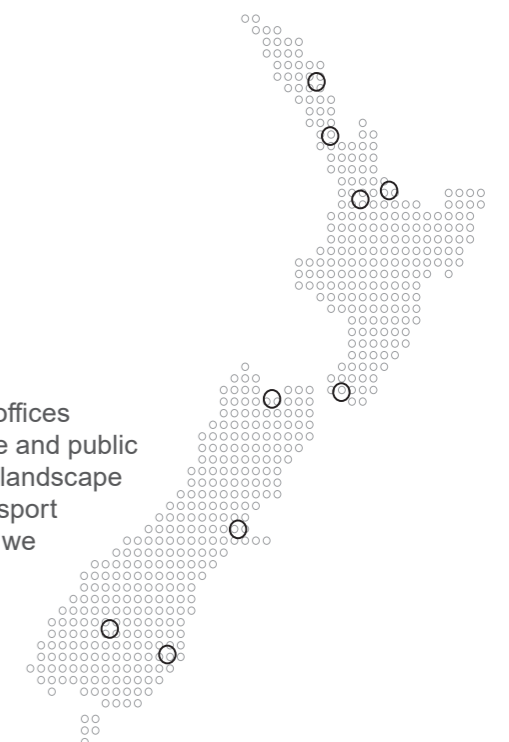 offices
e and public
landscape
sport
we